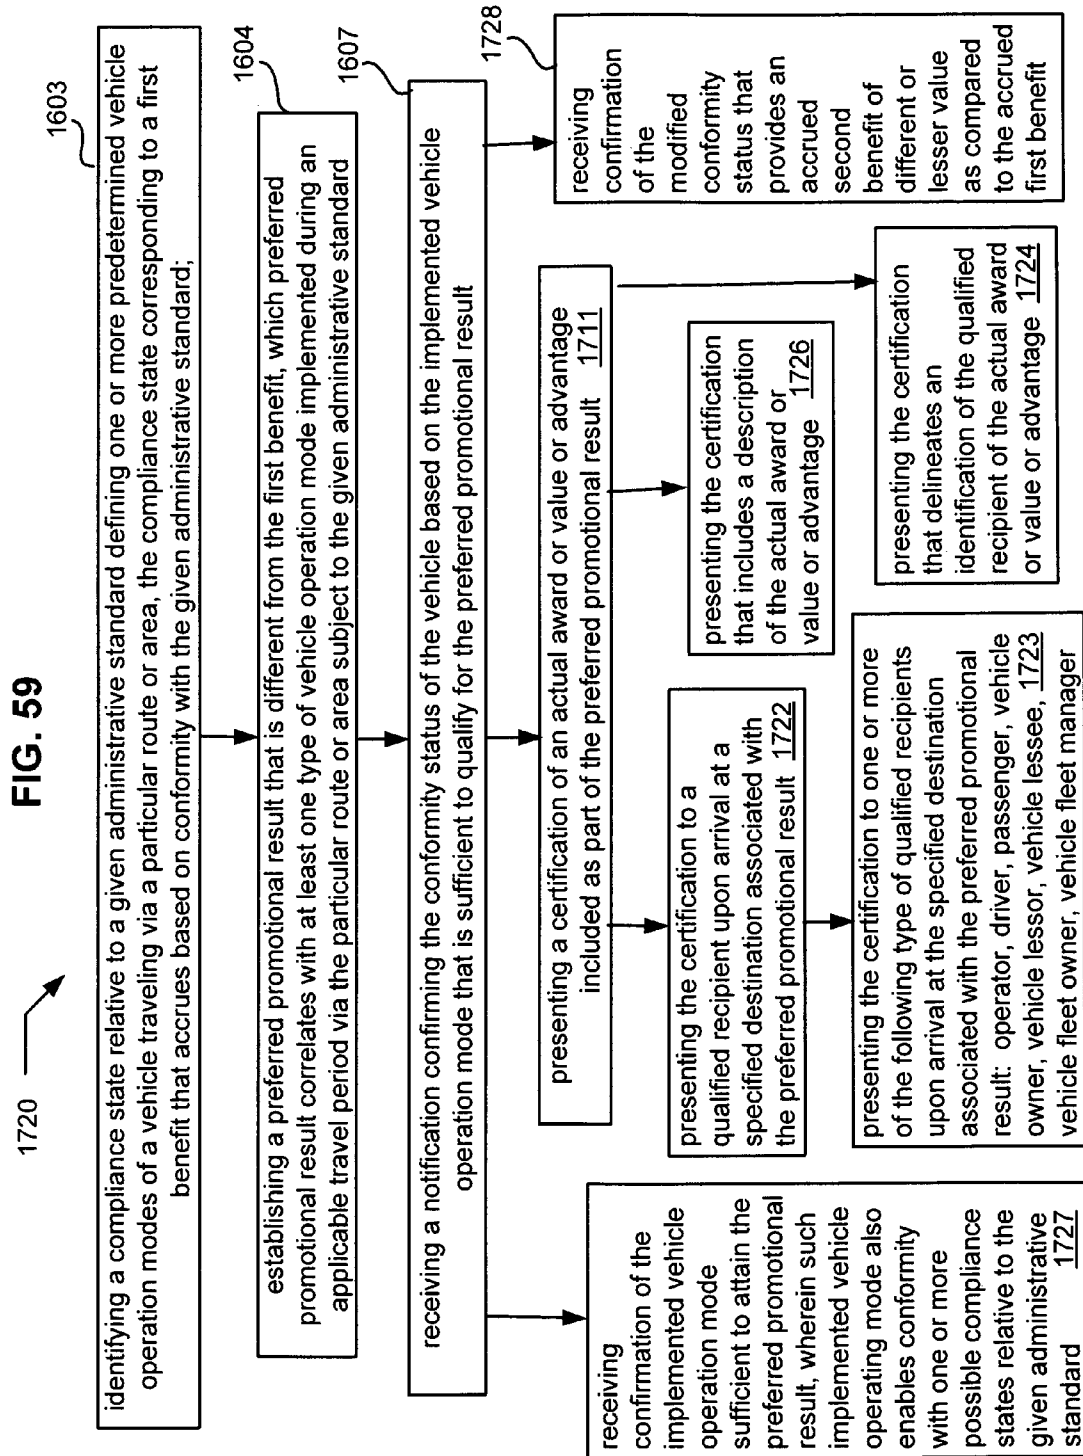 FIG. 59
1720
1603
identifying a compliance state relative to a given administrative standard defining one or more predetermined vehicle
operation modes of a vehicle traveling via a particular route or area, the compliance state corresponding to a first
benefit that accrues based on conformity with the given administrative standard;
1604
establishing a preferred promotional result that is different from the first benefit, which preferred
promotional result correlates with at least one type of vehicle operation mode implemented during an
applicable travel period via the particular route or area subject to the given administrative standard
1607
receiving a notification confirming the conformity status of the vehicle based on the implemented vehicle
operation mode that is sufficient to qualify for the preferred promotional result
receiving
confirmation of the
implemented vehicle
operation mode
sufficient to attain the
preferred promotional
result, wherein such
implemented vehicle
operating mode also
enables conformity
with one or more
possible compliance
states relative to the
given administrative
standard 1727
presenting a certification of an actual award or value or advantage
included as part of the preferred promotional result 1711
presenting the certification to a
qualified recipient upon arrival at a
specified destination associated with
the preferred promotional result 1722
presenting the certification to one or more
of the following type of qualified recipients
upon arrival at the specified destination
associated with the preferred promotional
result: operator, driver, passenger, vehicle
owner, vehicle lessor, vehicle lessee, 1723
vehicle fleet owner, vehicle fleet manager
presenting the certification
that includes a description
of the actual award or
value or advantage 1726
presenting the certification
that delineates an
identification of the qualified
recipient of the actual award
or value or advantage 1724
1728
receiving
confirmation
of the
modified
conformity
status that
provides an
accrued
second
benefit of
different or
lesser value
as compared
to the accrued
first benefit